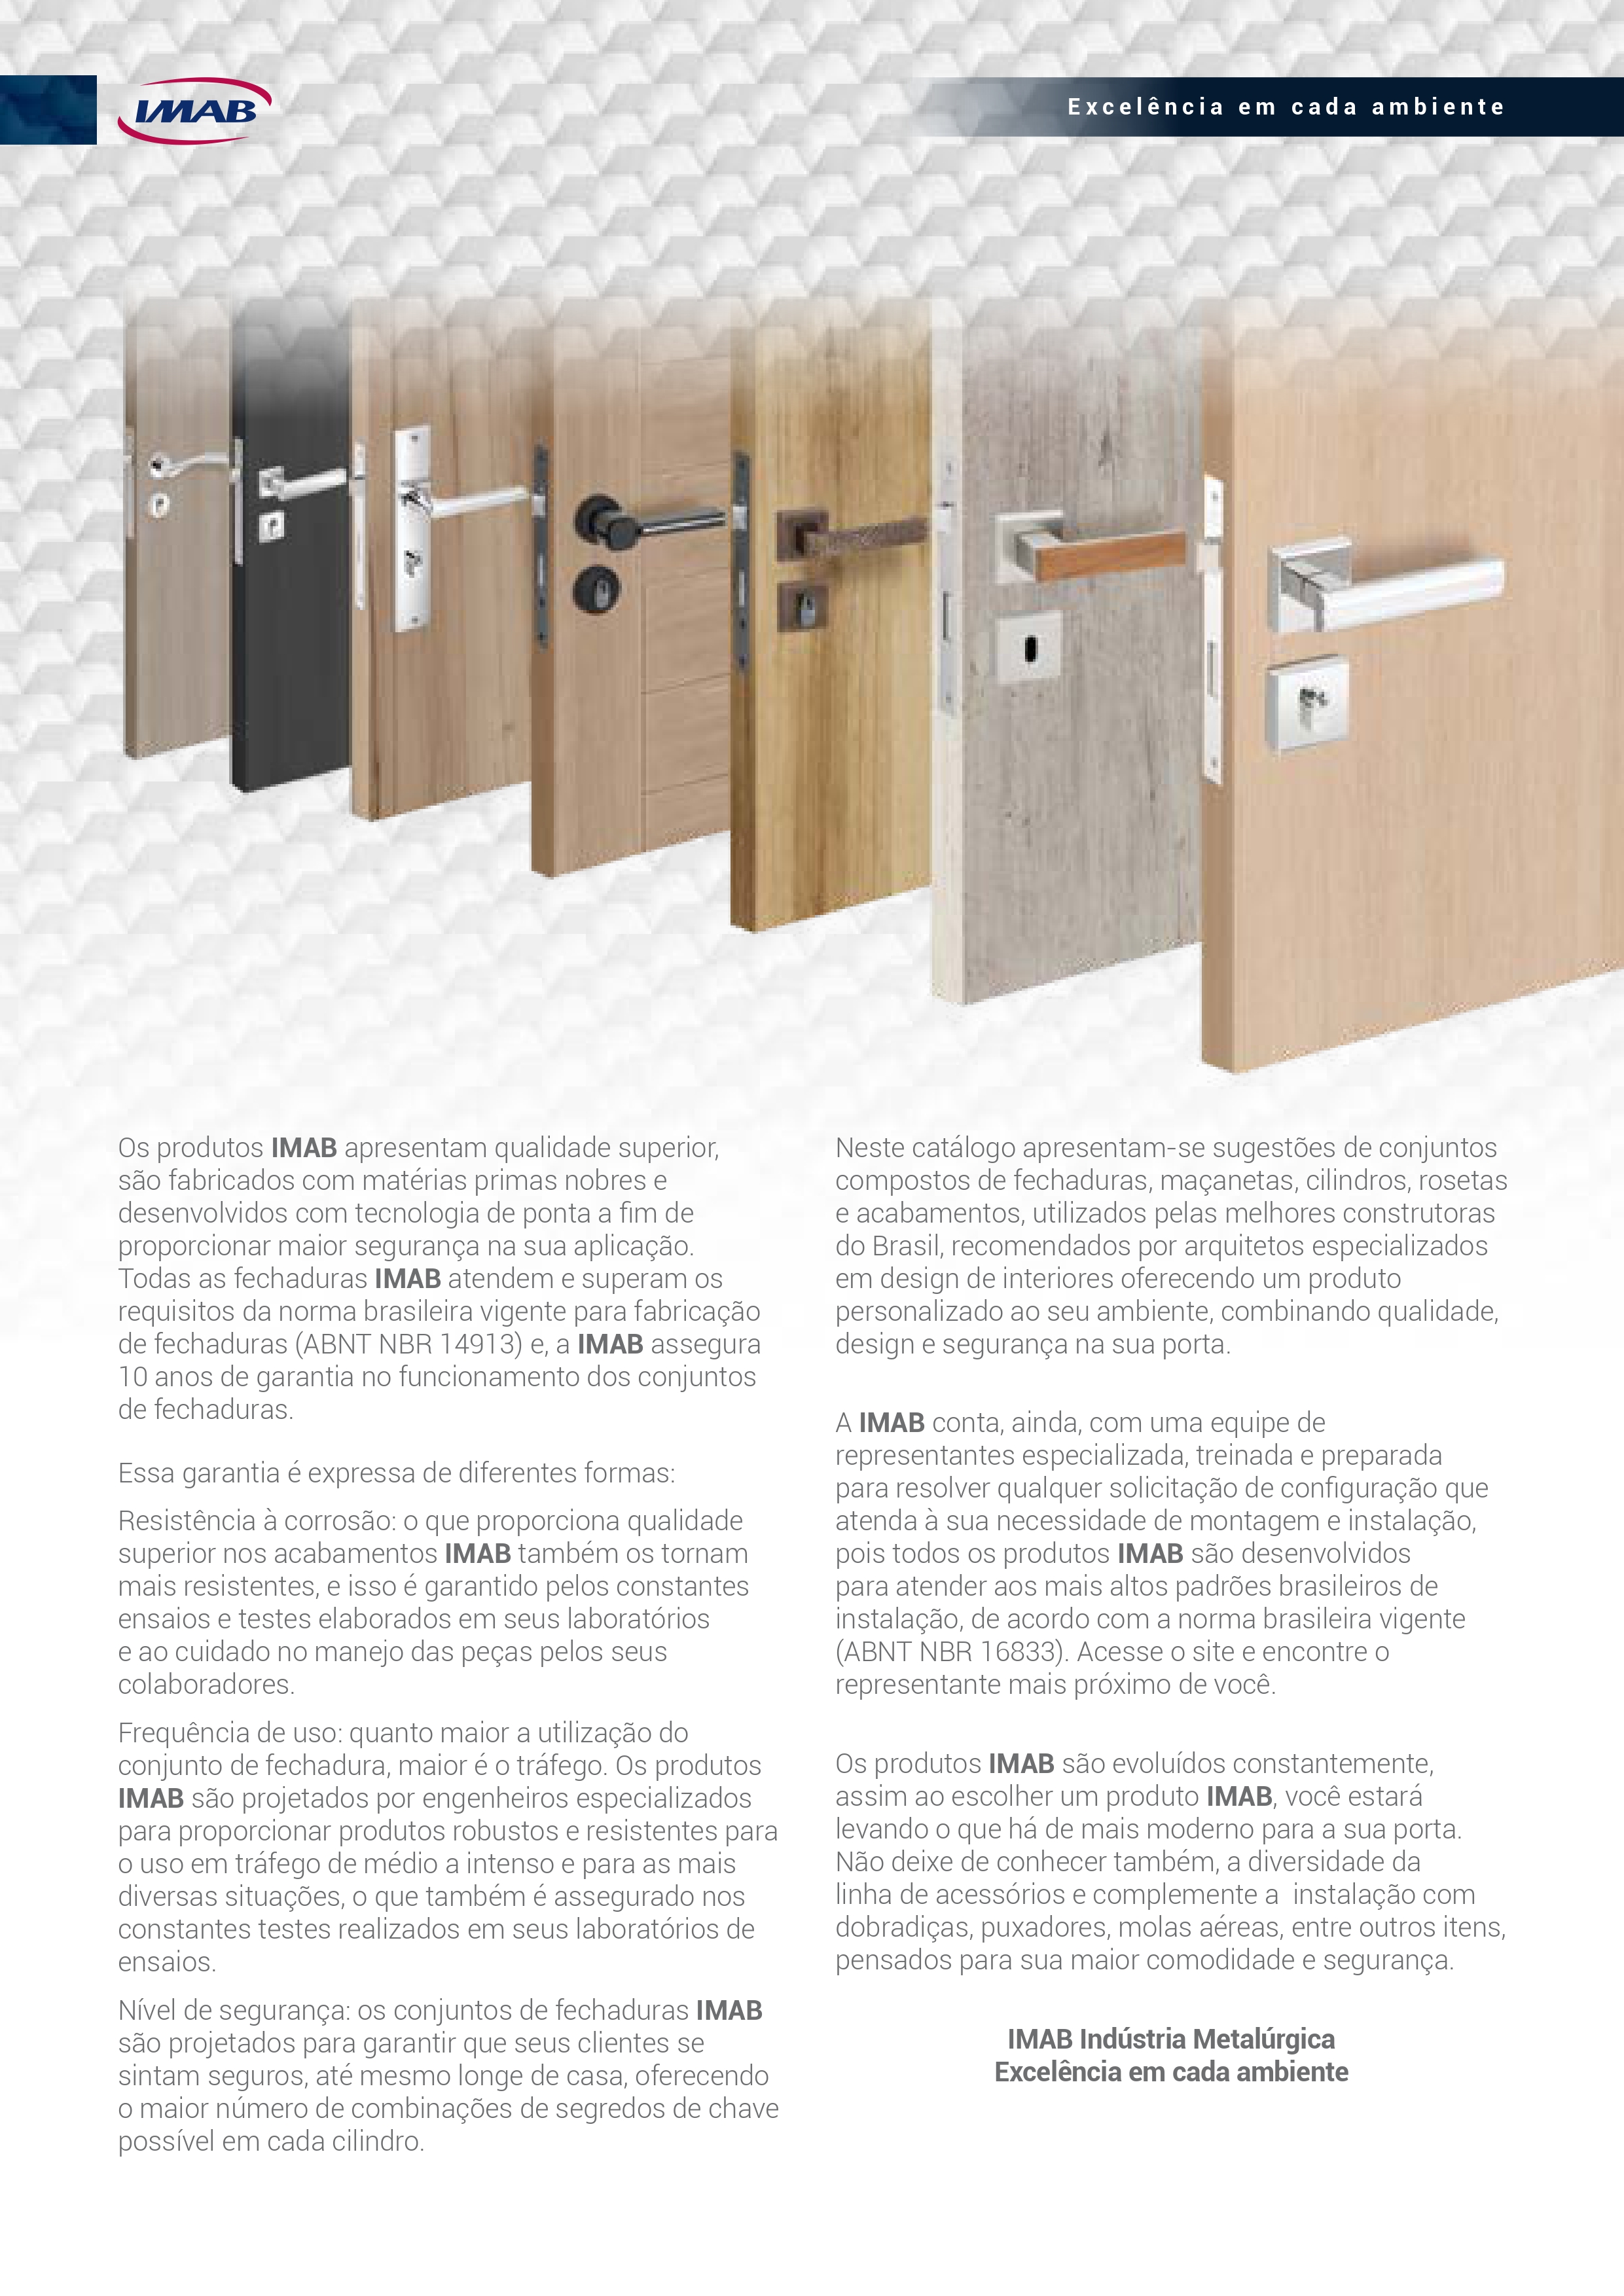 IMAB
Excelência em cada ambiente
Os produtos IMAB apresentam qualidade superior,
são fabricados com matérias primas nobres e
desenvolvidos com tecnologia de ponta a fim de
proporcionar maior segurança na sua aplicação.
Todas as fechaduras IMAB atendem e superam os
requisitos da norma brasileira vigente para fabricação
de fechaduras (ABNT NBR 14913) e, a IMAB assegura
10 anos de garantia no funcionamento dos conjuntos
de fechaduras.
Essa garantia é expressa de diferentes formas:
Resistência à corrosão: o que proporciona qualidade
superior nos acabamentos IMAB também os tornam
mais resistentes, e isso é garantido pelos constantes
ensaios e testes elaborados em seus laboratórios
e ao cuidado no manejo das peças pelos seus
colaboradores.
Frequência de uso: quanto maior a utilização do
conjunto de fechadura, maior é o tráfego. Os produtos
IMAB são projetados por engenheiros especializados
para proporcionar produtos robustos e resistentes para
o uso em tráfego de médio a intenso e para as mais
diversas situações, o que também é assegurado nos
constantes testes realizados em seus laboratórios de
ensaios.
Nível de segurança: os conjuntos de fechaduras IMAB
são projetados para garantir que seus clientes se
sintam seguros, até mesmo longe de casa, oferecendo
o maior número de combinações de segredos de chave
possível em cada cilindro.
Neste catálogo apresentam-se sugestões de conjuntos
compostos de fechaduras, maçanetas, cilindros, rosetas
e acabamentos, utilizados pelas melhores construtoras
do Brasil, recomendados por arquitetos especializados
em design de interiores oferecendo um produto
personalizado ao seu ambiente, combinando qualidade,
design e segurança na sua porta.
A IMAB conta, ainda, com uma equipe de
representantes especializada, treinada e preparada
para resolver qualquer solicitação de configuração que
atenda à sua necessidade de montagem e instalação,
pois todos os produtos IMAB são desenvolvidos
para atender aos mais altos padrões brasileiros de
instalação, de acordo com a norma brasileira vigente
(ABNT NBR 16833). Acesse o site e encontre o
representante mais próximo de você.
Os produtos IMAB são evoluídos constantemente,
assim ao escolher um produto IMAB, você estará
levando o que há de mais moderno para a sua porta.
Não deixe de conhecer também, a diversidade da
linha de acessórios e complemente a  instalação com
dobradiças, puxadores, molas aéreas, entre outros itens,
pensados para sua maior comodidade e segurança.
IMAB Indústria Metalúrgica
Excelência em cada ambiente